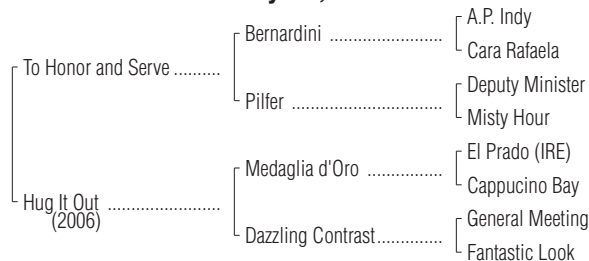 A.P. Indy
Bernardini ....................
Cara Rafaela
To Honor and Serve ..........
Deputy Minister
Pilfer ...........................
Misty Hour
El Prado (IRE)
Medaglia d'Oro ..............
Cappucino Bay
Hug It Out .....................
(2006)
General Meeting
Dazzling Contrast............
Fantastic Look